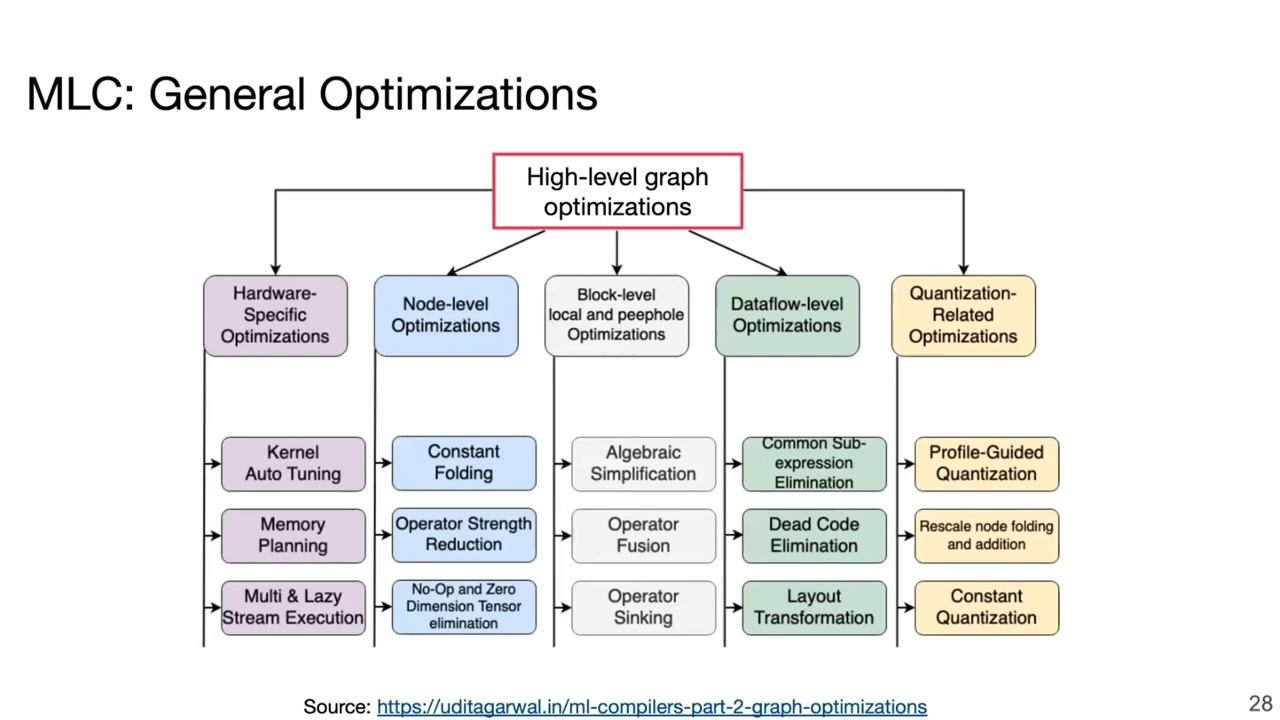 MLC: General Optimizations
High-level graph
optimizations
Hardware-
Specific
Optimizations
Node-level
Optimizations
Block-level
local and peephole
Optimizations
Dataflow-level
Optimizations
Quantization-
Related
Optimizations
Kernel
Auto Tuning
Constant
Folding
Algebraic
Simplification
Common Sub-
expression
Elimination
Profile-Guided
Quantization
Memory
Planning
Operator Strength
Reduction
Operator
Fusion
Dead Code
Elimination
Rescale node folding
and addition
Multi & Lazy
Stream Execution
No-Op and Zero
Dimension Tensor
elimination
Operator
Sinking
Layout
Transformation
Constant
Quantization
Source: https://uditagarwal.in/ml-compilers-part-2-graph-optimizations
28